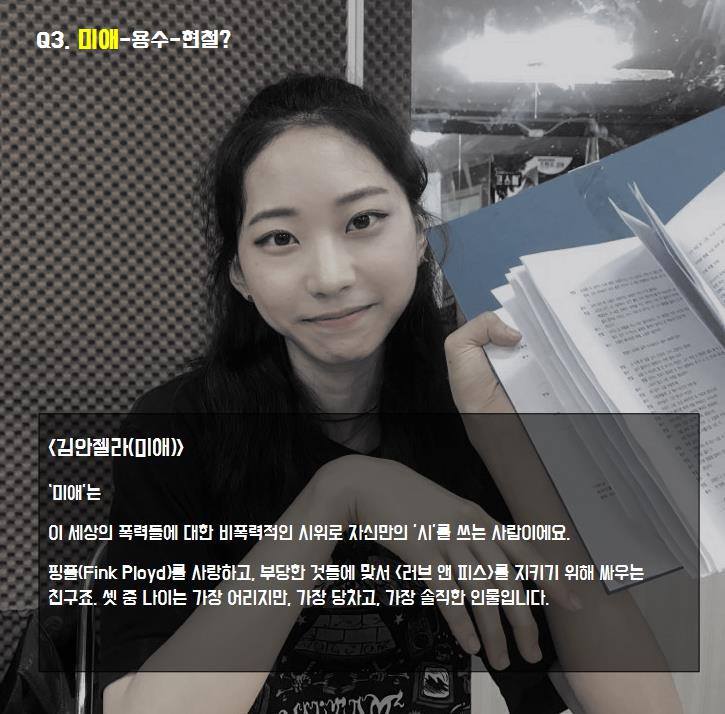 Q3. 미애-용수-현철?
<김안젤라(미애)>
'미애'는
이 세상의 폭력들에 대한 비폭력적인 시위로 자신만의 '시'를 쓰는 사람이에요.
핑플(Fink Ployd)를 사랑하고, 부당한 것들에 맞서 <러브 앤 피스>를 지키기 위해 싸우는
친구죠. 셋 중 나이는 가장 어리지만, 가장 당차고, 가장 솔직한 인물입니다.